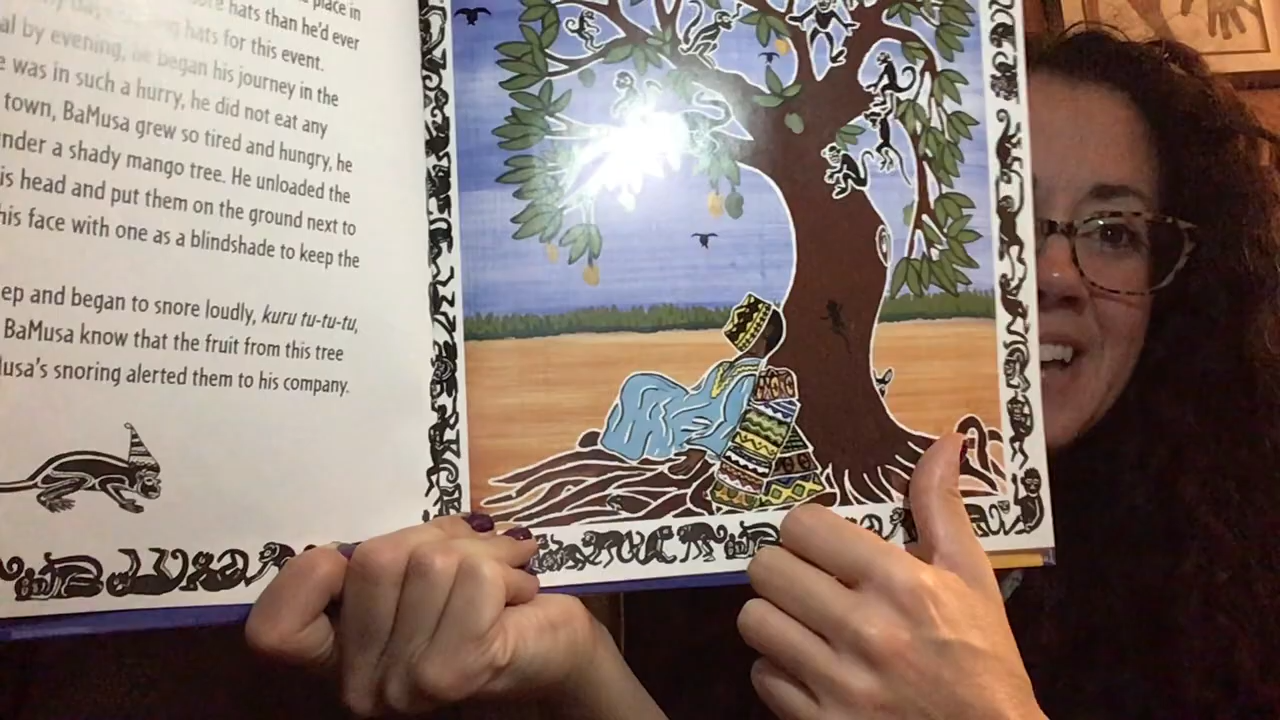 place in
hats than he'd ever
hats for this event.
al by evening, he began his journey in the
e was in such a hurry, he did not eat any
town, BaMusa grew so tired and hungry, he
nder a shady mango tree. He unloaded the
is head and put them on the ground next to
his face with one as a blindshade to keep the
ep and began to snore loudly, kuru tu-tu-tu,
BaMusa know that the fruit from this tree
usa's snoring alerted them to his company.